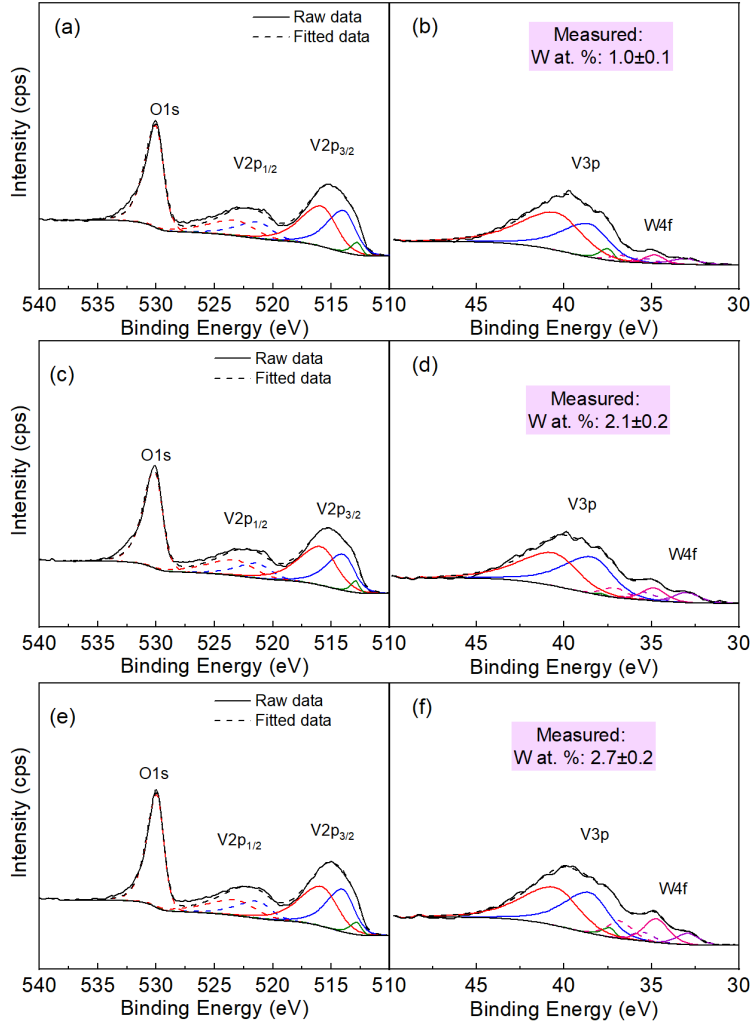 (a)
Raw data
Fitted data
O1s
V2p1/2
V2p3/2
Intensity (cps)
540 535 530 525 520 515 510
Binding Energy (eV)
(b)
Measured:
W at. %: 1.0±0.1
V3p
W4f
45 40 35 30
Binding Energy (eV)
(c)
Raw data
Fitted data
O1s
V2p1/2
V2p3/2
Intensity (cps)
540 535 530 525 520 515 510
Binding Energy (eV)
(d)
Measured:
W at. %: 2.1±0.2
V3p
W4f
45 40 35 30
Binding Energy (eV)
(e)
Raw data
Fitted data
O1s
V2p1/2
V2p3/2
Intensity (cps)
540 535 530 525 520 515 510
Binding Energy (eV)
(f)
Measured:
W at. %: 2.7±0.2
V3p
W4f
45 40 35 30
Binding Energy (eV)